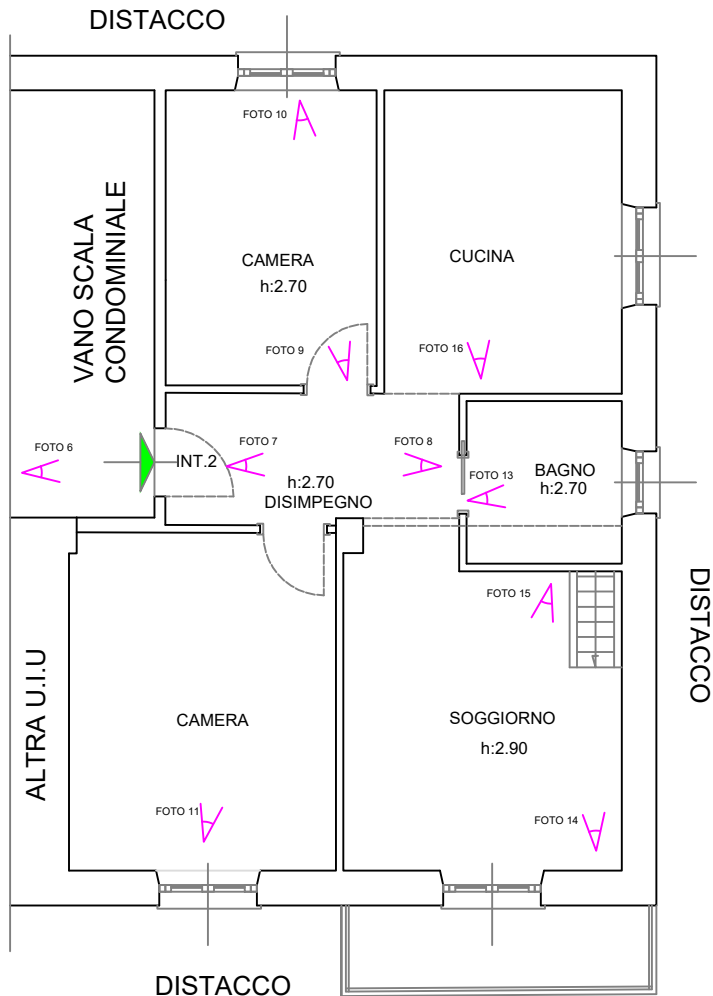 DISTACCO
FOTO 10
VANO SCALA
CONDOMINIALE
CAMERA
h:2.70
CUCINA
FOTO 9
FOTO 16
FOTO 6
INT.2
FOTO 7
FOTO 8
h:2.70
DISIMPEGNO
FOTO 13
BAGNO
h:2.70
DISTACCO
FOTO 15
ALTRA U.I.U
CAMERA
SOGGIORNO
h:2.90
FOTO 11
FOTO 14
DISTACCO